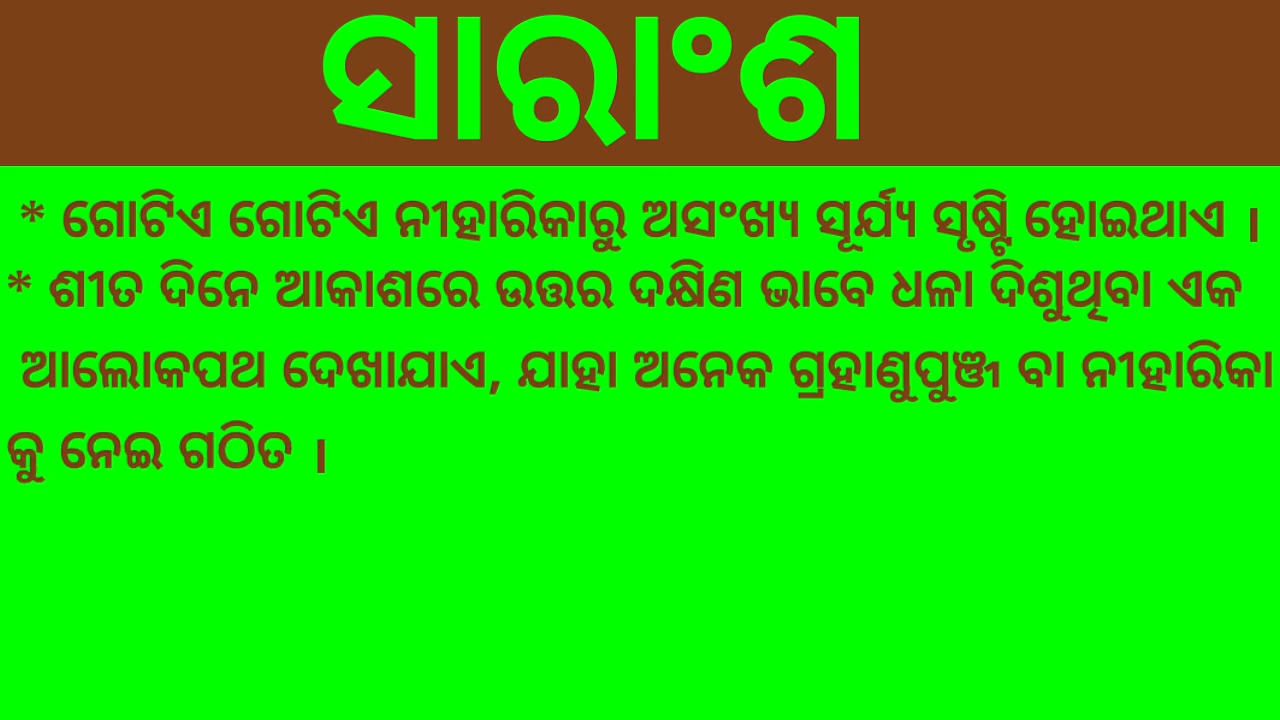 ସାରାଂଶ
* ଗୋଟିଏ ଗୋଟିଏ ନୀହାରିକାରୁ ଅସଂଖ୍ୟ ସୂର୍ଯ୍ୟ ସୃଷ୍ଟି ହୋଇଥାଏ ।
* ଶୀତ ଦିନେ ଆକାଶରେ ଉତ୍ତର ଦକ୍ଷିଣ ଭାବେ ଧଳା ଦିଶୁଥିବା ଏକ
ଆଲୋକପଥ ଦେଖାଯାଏ, ଯାହା ଅନେକ ଗ୍ରହାଣୁପୁଞ୍ଜ ବା ନୀହାରିକା
କୁ ନେଇ ଗଠିତ ।